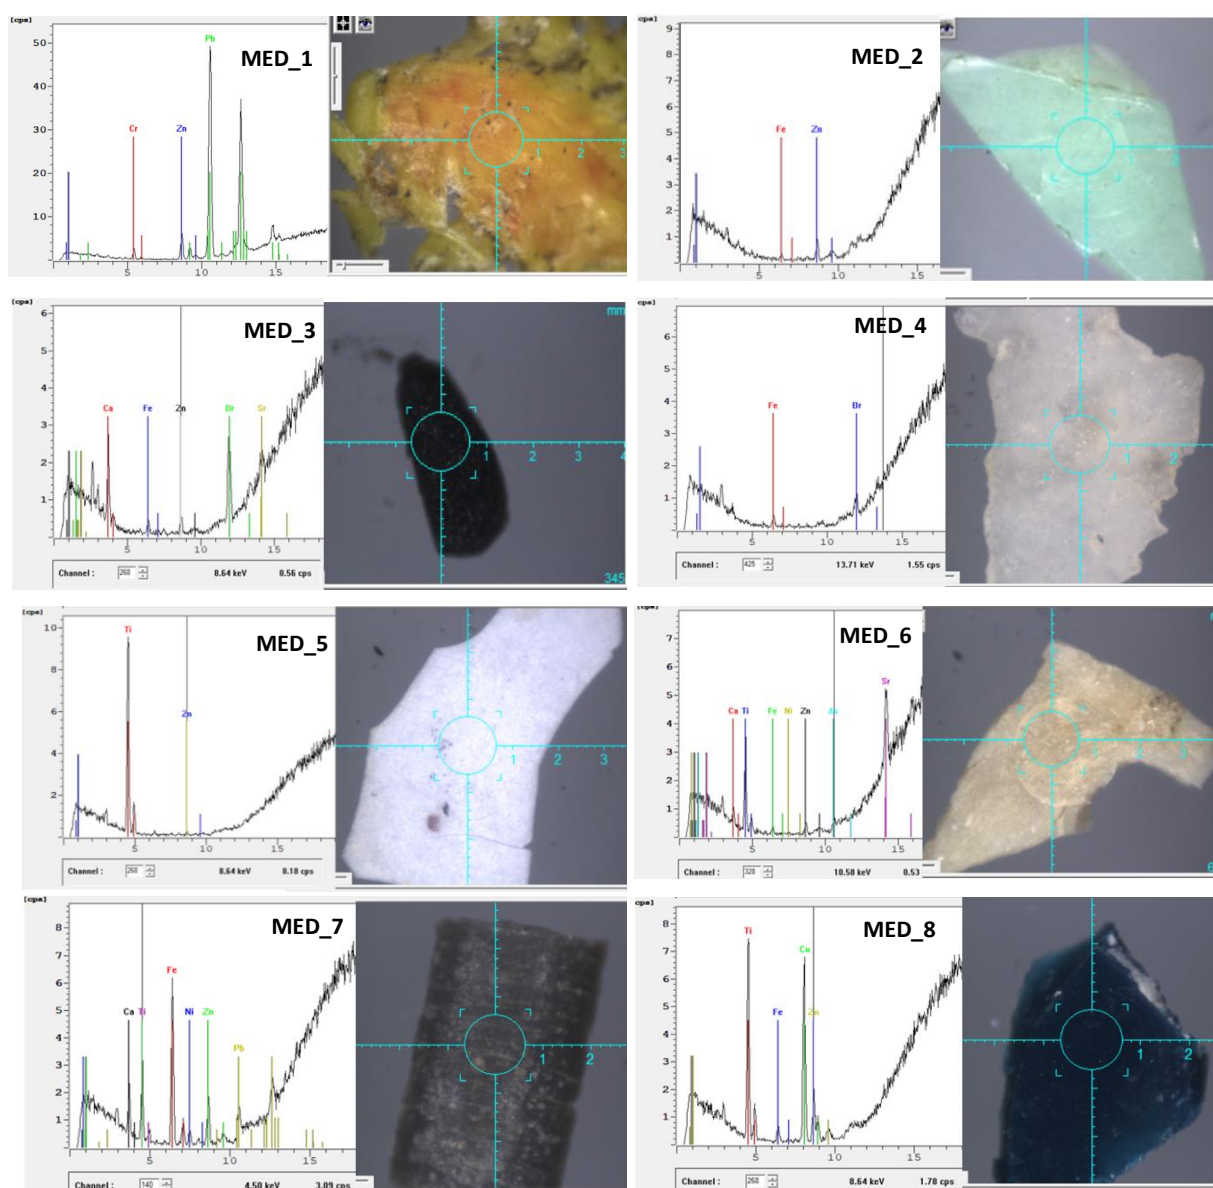 [cps]
50
40
30
20
10
5
10
15
Cr
Zn
Pb
MED_1
1
2
3
[cps]
9
8
7
6
5
4
3
2
1
5
10
15
Fe
Zn
MED_2
[cps]
6
5
4
3
2
1
5
10
15
Ca
Fe
Zn
Br
Sr
MED_3
Channel :
268
8.64 keV
0.56 cps
mm
1
2
3
4
345
[cps]
6
5
4
3
2
1
5
10
15
Fe
Br
MED_4
Channel :
425
13.71 keV
1.55 cps
1
2
[cps]
10
8
6
4
2
5
10
15
Ti
Zn
MED_5
Channel :
268
8.64 keV
0.18 cps
1
2
3
[cps]
7
6
5
4
3
2
1
5
10
15
Ca
Ti
Fe
Ni
Zn
Sr
MED_6
Channel :
328
10.58 keV
0.53
1
2
3
6
[cps]
8
7
6
5
4
3
2
1
5
10
15
Ca
Ti
Fe
Ni
Zn
Pb
MED_7
Channel :
140
4.50 keV
3.09 cps
1
2
[cps]
8
7
6
5
4
3
2
1
5
10
15
Ti
Fe
Cu
Zn
MED_8
Channel :
268
8.64 keV
1.78 cps
1
2